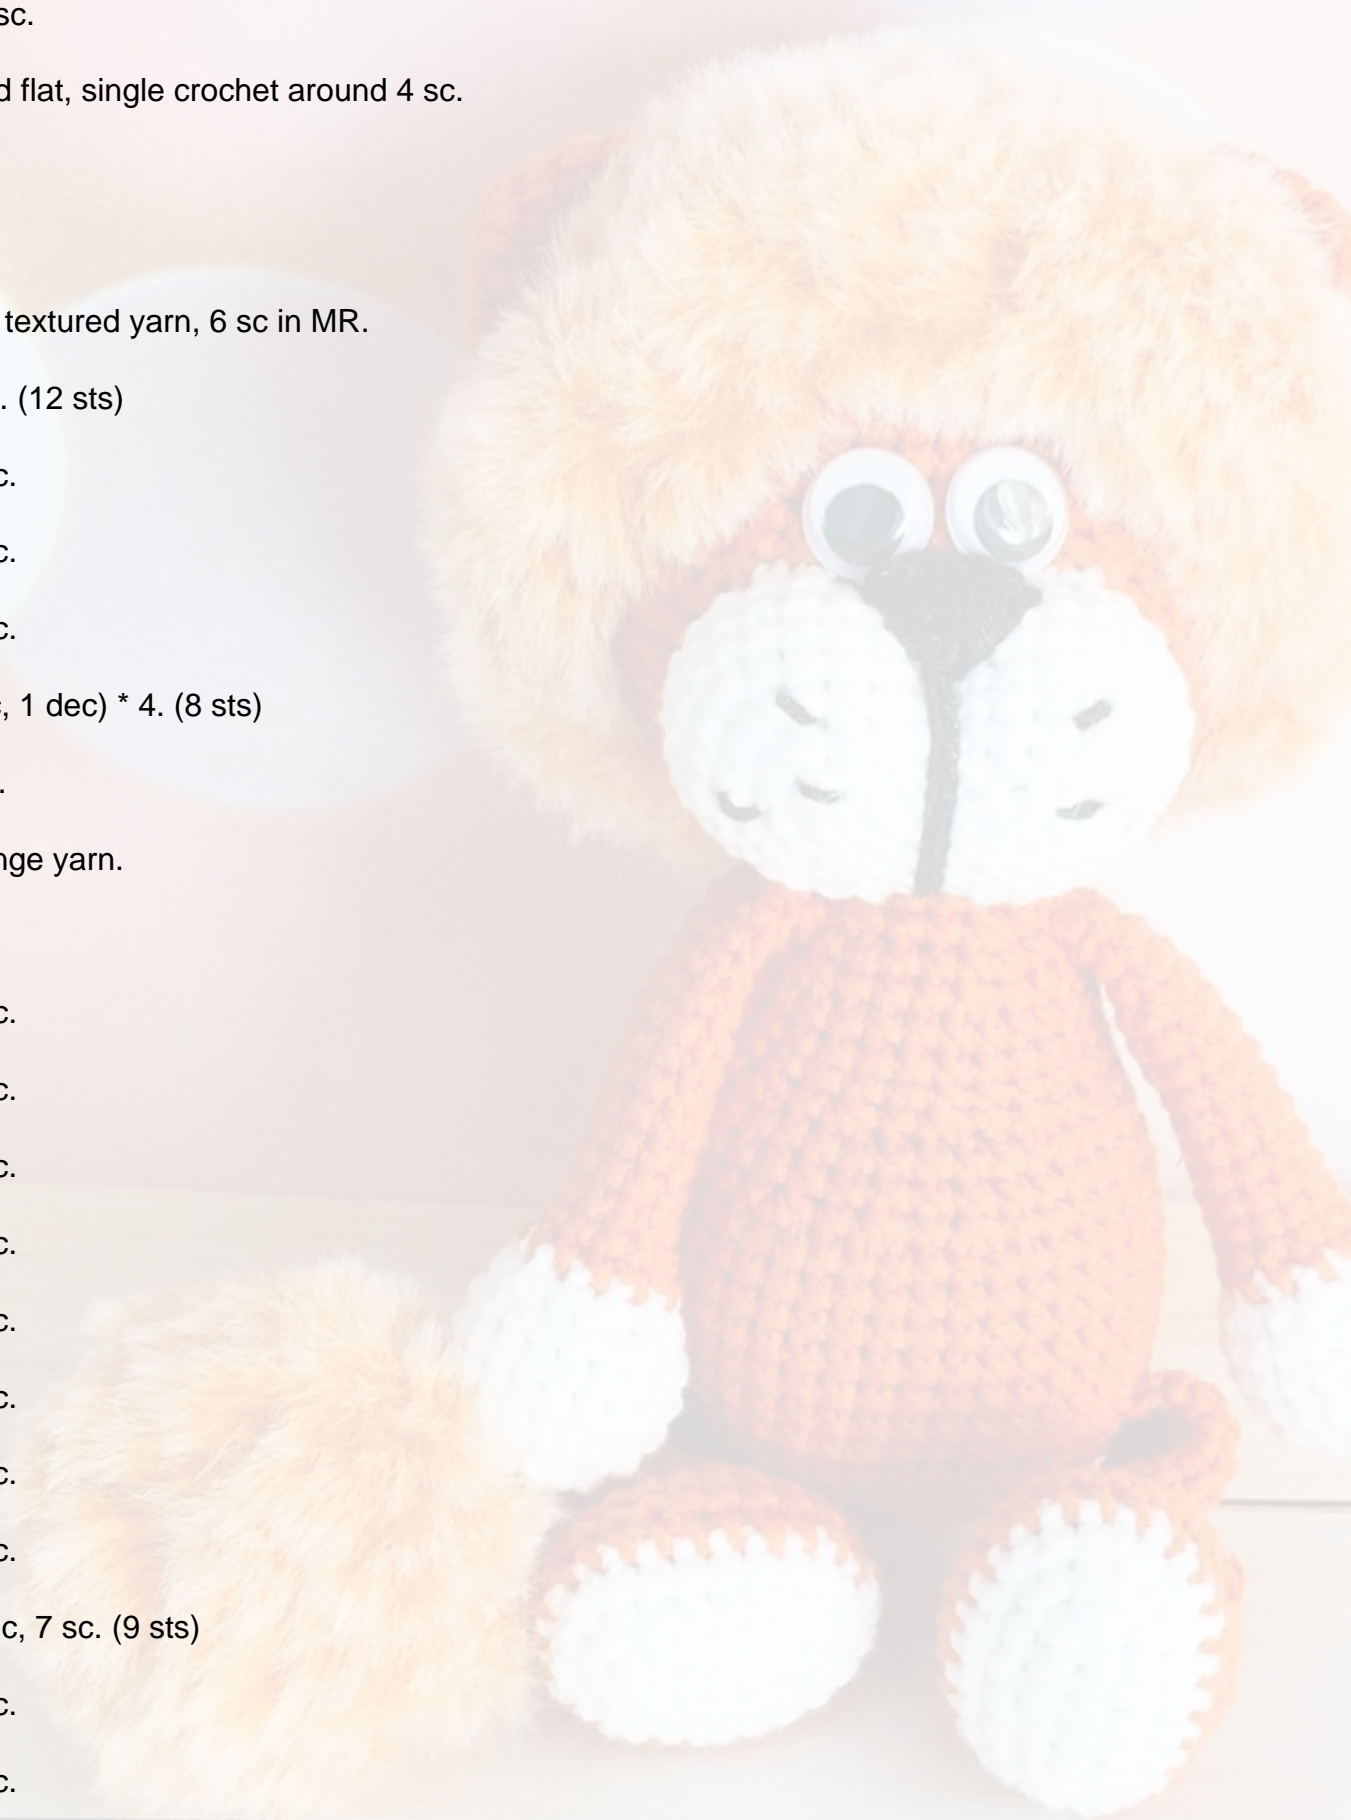 sc.
d flat, single crochet around 4 sc.
textured yarn, 6 sc in MR.
. (12 sts)
c.
c.
c.
c, 1 dec) * 4. (8 sts)
.
nge yarn.
c.
c.
c.
c.
c.
c.
c.
c.
c, 7 sc. (9 sts)
c.
c.